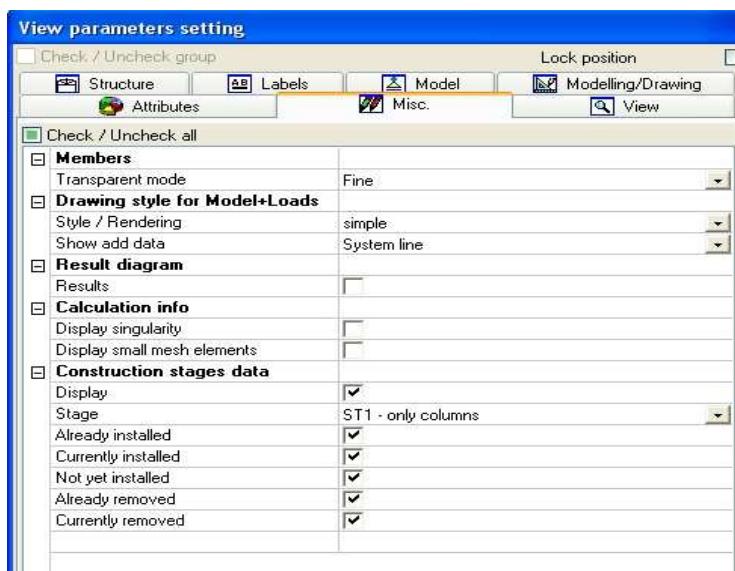 View parameters setting
Check / Uncheck group Lock position
Structure Labels Model Modelling/Drawing
Attributes Misc. View
Check / Uncheck all
Members
Transparent mode Fine
Drawing style for Model+Loads
Style / Rendering simple
Show add data System line
Result diagram
Results
Calculation info
Display singularity
Display small mesh elements
Construction stages data
Display
Stage ST1 - only columns
Already installed
Currently installed
Not yet installed
Already removed
Currently removed